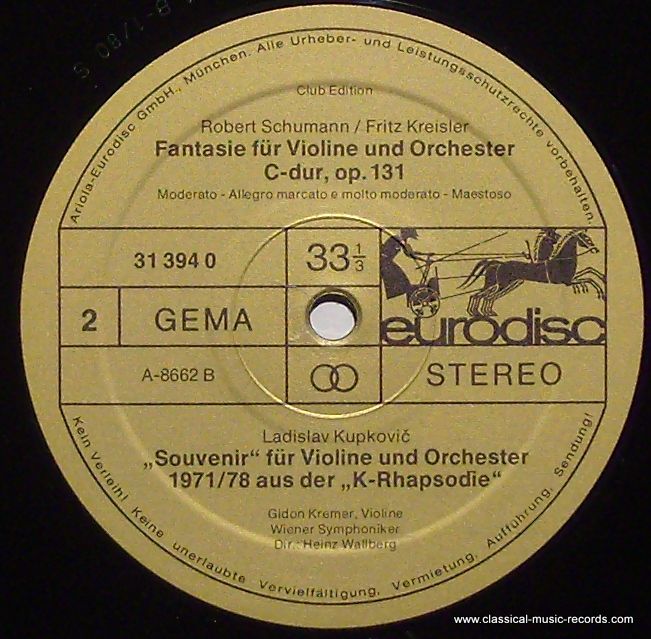 Ariola-Eurodisc GmbH., München. Alle Urheber- und Leistungsschutzrechte vorbehalten.
Club Edition
Robert Schumann / Fritz Kreisler
Fantasie für Violine und Orchester
C-dur, op. 131
Moderato - Allegro marcato e molto moderato - Maestoso
31 394 0
33 1/3
2
GEMA
eurodisc
A-8662 B
STEREO
Ladislav Kupkovič
„Souvenir“ für Violine und Orchester
1971/78 aus der „K-Rhapsodie“
Gidon Kremer, Violine
Wiener Symphoniker
Dir.: Heinz Wallberg
Kein Verleih! Keine unerlaubte Vervielfältigung, Vermietung, Aufführung, Sendung!
www.classical-music-records.com